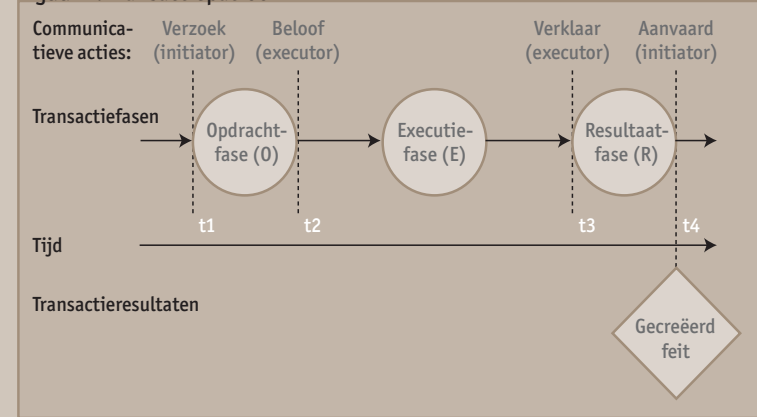 Communica-
tieve acties:
Verzoek
(initiator)
Beloof
(executor)
Verklaar
(executor)
Aanvaard
(initiator)
Transactiefasen
Opdracht-
fase (O)
Executie-
fase (E)
Resultaat-
fase (R)
t1
t2
t3
t4
Tijd
Transactieresultaten
Gecreëerd
feit